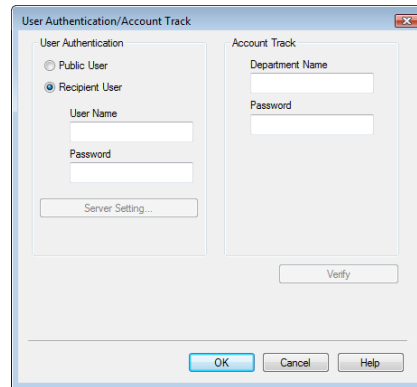 User Authentication/Account Track
User Authentication
Public User
Recipient User
User Name
Password
Server Setting...
Account Track
Department Name
Password
Verify
OK
Cancel
Help